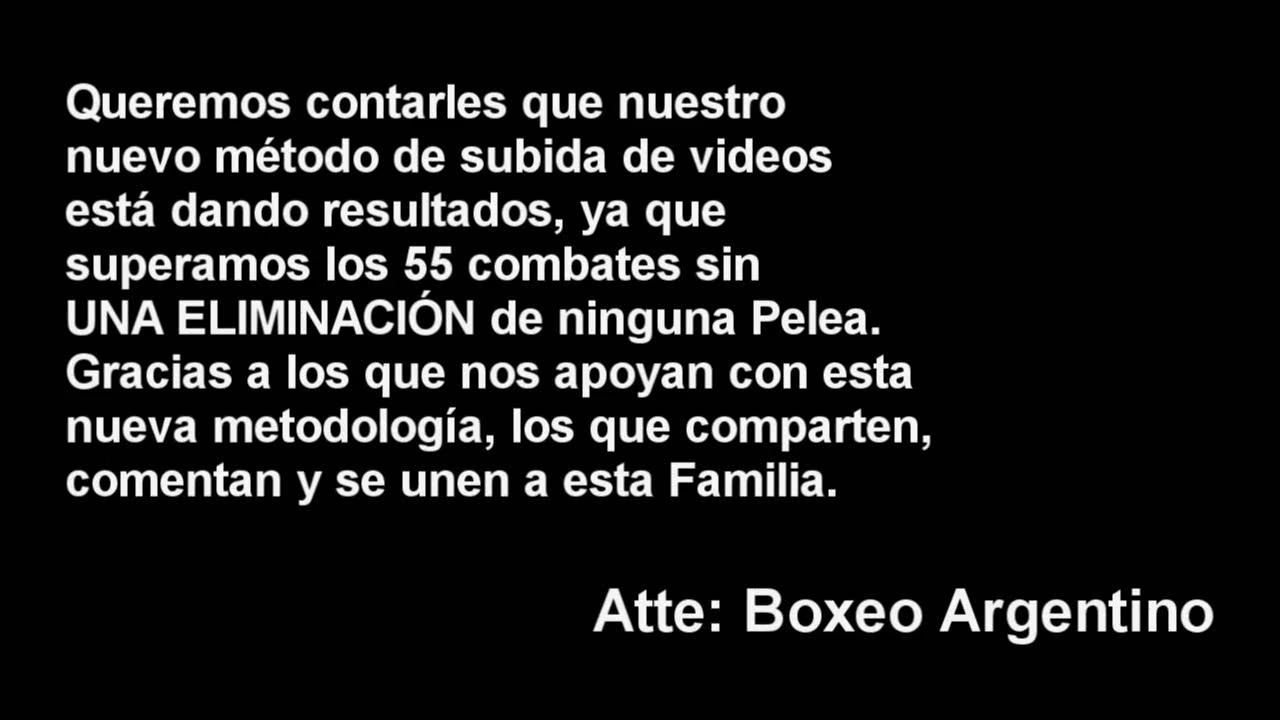 Queremos contarles que nuestro
nuevo método de subida de videos
está dando resultados, ya que
superamos los 55 combates sin
UNA ELIMINACIÓN de ninguna Pelea.
Gracias a los que nos apoyan con esta
nueva metodología, los que comparten,
comentan y se unen a esta Familia.
Atte: Boxeo Argentino